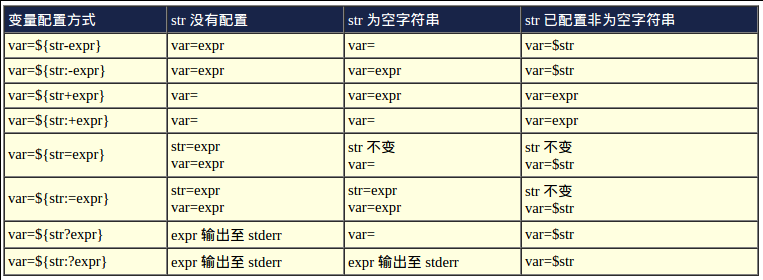 变量配置方式 str 没有配置 str 为空字符串 str 已配置非为空字符串
var=${str-expr} var=expr var= var=$str
var=${str:-expr} var=expr var=expr var=$str
var=${str+expr} var= var=expr var=expr
var=${str:+expr} var= var= var=expr
var=${str=expr} str=expr str 不变 str 不变
var=expr var= var=$str
var=${str:=expr} str=expr str=expr str 不变
var=expr var=expr var=$str
var=${str?expr} expr 输出至 stderr var= var=$str
var=${str:?expr} expr 输出至 stderr expr 输出至 stderr var=$str